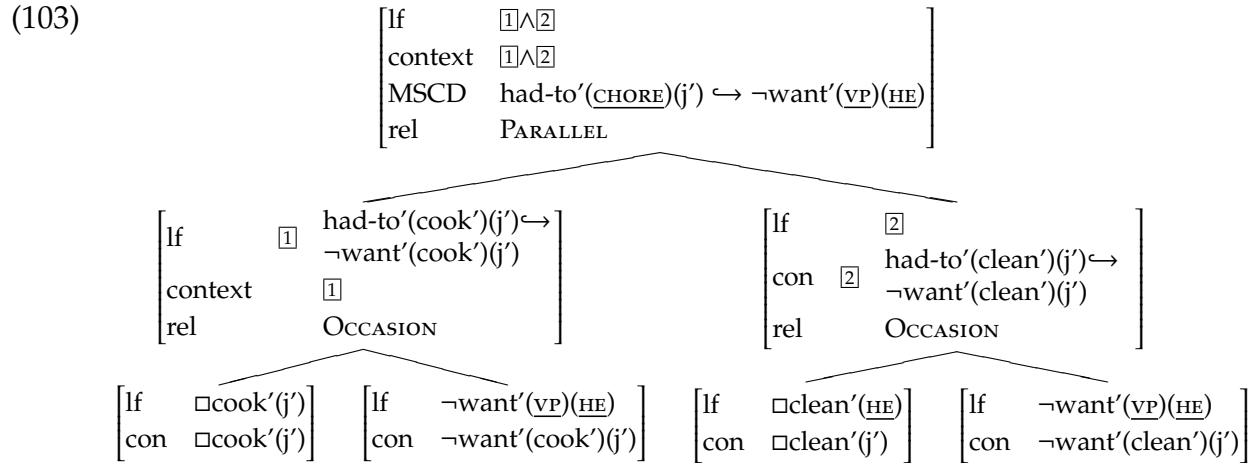 (103)
lf 1∧2
context 1∧2
MSCD had-to'(CHORE)(j') ↪ ¬want'(VP)(HE)
rel PARALLEL
lf 1 had-to'(cook')(j')↪
¬want'(cook')(j')
context 1
rel OCCASION
lf 2
con 2 had-to'(clean')(j')↪
¬want'(clean')(j')
rel OCCASION
lf □cook'(j')
con □cook'(j')
lf ¬want'(VP)(HE)
con ¬want'(cook')(j')
lf □clean'(HE)
con □clean'(j')
lf ¬want'(VP)(HE)
con ¬want'(clean')(j')